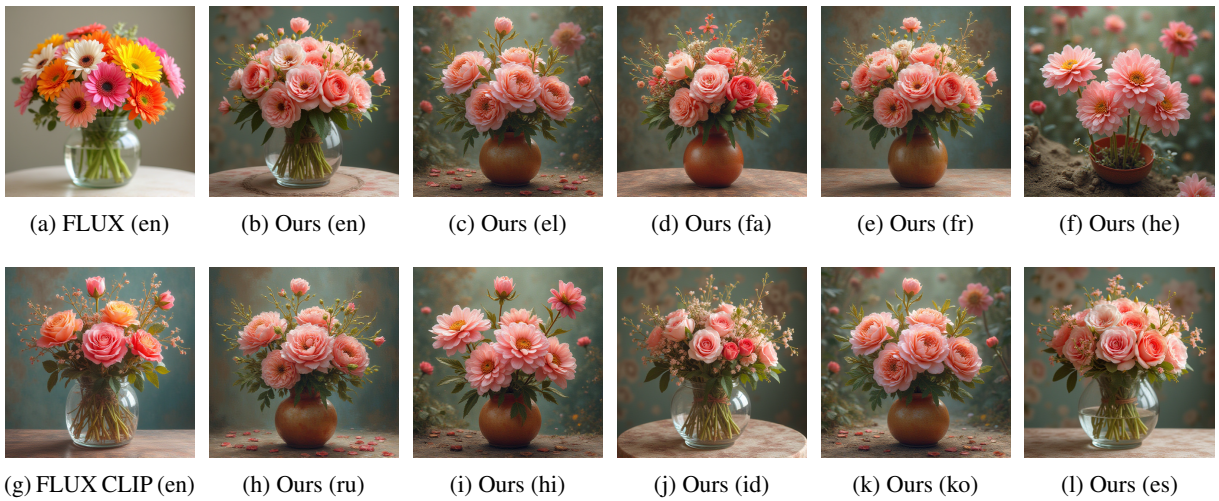 (a) FLUX (en)
(b) Ours (en)
(c) Ours (el)
(d) Ours (fa)
(e) Ours (fr)
(f) Ours (he)
(g) FLUX CLIP (en)
(h) Ours (ru)
(i) Ours (hi)
(j) Ours (id)
(k) Ours (ko)
(l) Ours (es)